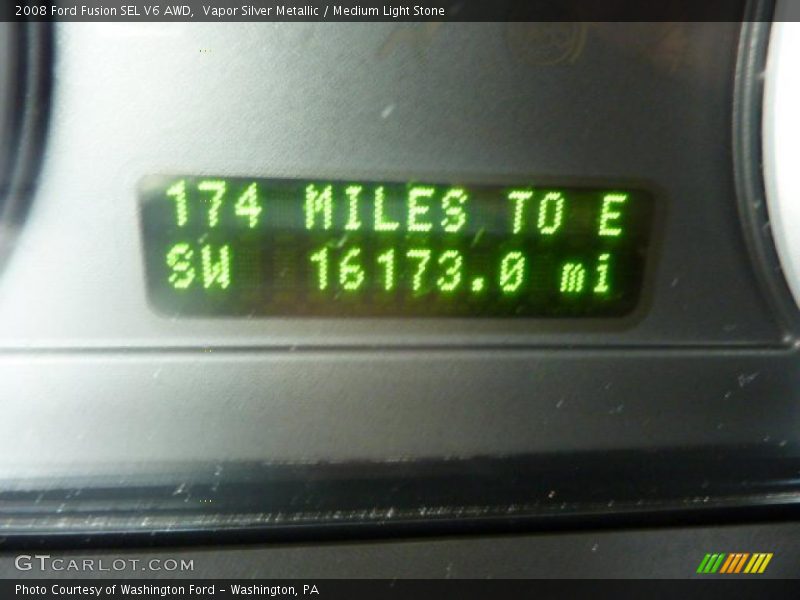 2008 Ford Fusion SEL V6 AWD,  Vapor Silver Metallic / Medium Light Stone
174 MILES TO E
SW 16173.0 mi
GTCARLOT.COM
Photo Courtesy of Washington Ford - Washington, PA